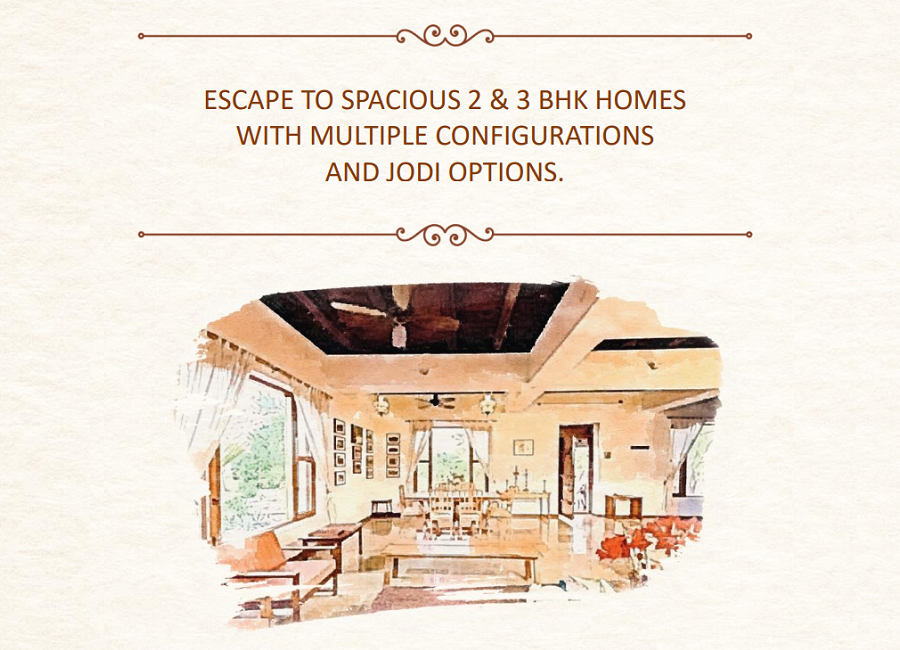 ESCAPE TO SPACIOUS 2 & 3 BHK HOMES
WITH MULTIPLE CONFIGURATIONS
AND JODI OPTIONS.